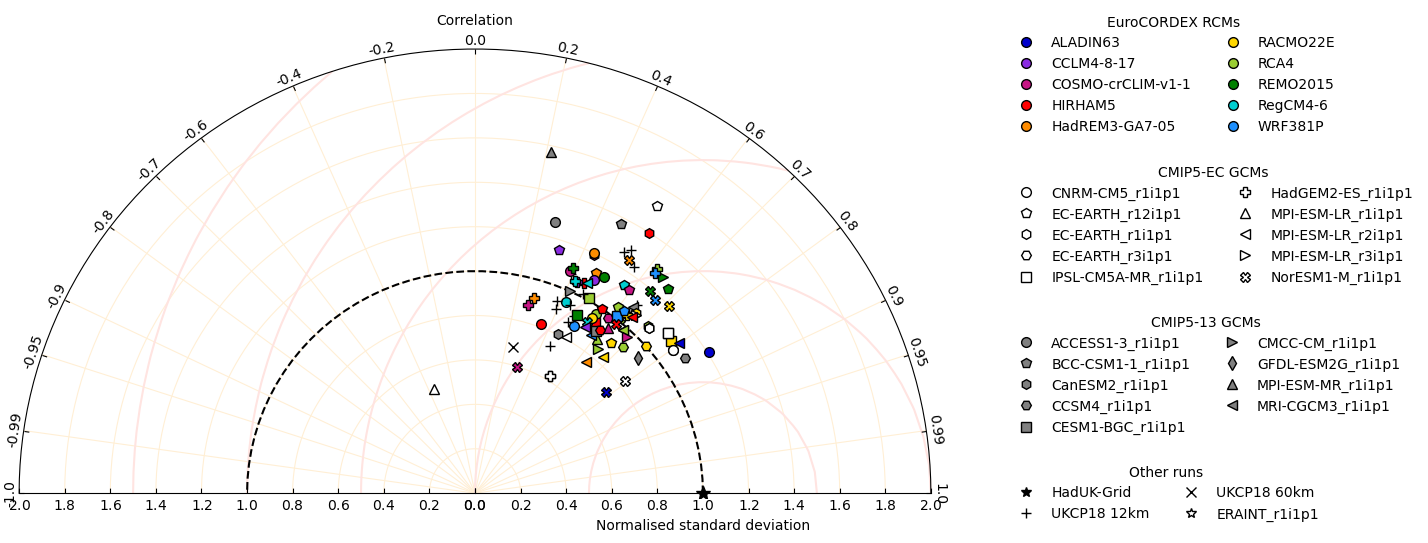 Correlation
0.0
-0.2
0.2
-0.4
0.4
-0.6
0.6
-0.7
0.7
-0.8
0.8
-0.9
0.9
-0.95
0.95
-0.99
0.99
-1.0
1.0
2.0 1.8 1.6 1.4 1.2 1.0 0.8 0.6 0.4 0.2 0.0 0.2 0.4 0.6 0.8 1.0 1.2 1.4 1.6 1.8 2.0
Normalised standard deviation
EuroCORDEX RCMs
ALADIN63
CCLM4-8-17
COSMO-crCLIM-v1-1
HIRHAM5
HadREM3-GA7-05
RACMO22E
RCA4
REMO2015
RegCM4-6
WRF381P
CMIP5-EC GCMs
CNRM-CM5_r1i1p1
EC-EARTH_r12i1p1
EC-EARTH_r1i1p1
EC-EARTH_r3i1p1
IPSL-CM5A-MR_r1i1p1
HadGEM2-ES_r1i1p1
MPI-ESM-LR_r1i1p1
MPI-ESM-LR_r2i1p1
MPI-ESM-LR_r3i1p1
NorESM1-M_r1i1p1
CMIP5-13 GCMs
ACCESS1-3_r1i1p1
BCC-CSM1-1_r1i1p1
CanESM2_r1i1p1
CCSM4_r1i1p1
CESM1-BGC_r1i1p1
CMCC-CM_r1i1p1
GFDL-ESM2G_r1i1p1
MPI-ESM-MR_r1i1p1
MRI-CGCM3_r1i1p1
Other runs
HadUK-Grid
UKCP18 12km
UKCP18 60km
ERAINT_r1i1p1